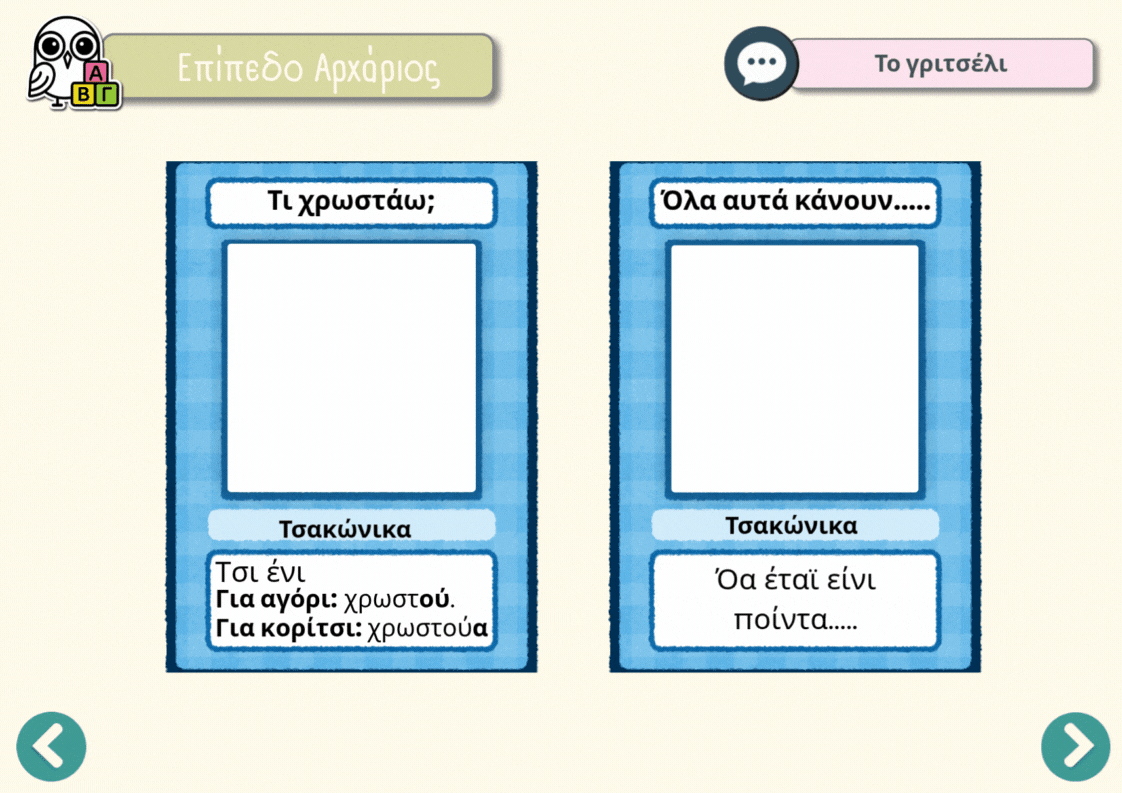 Επίπεδο Αρχάριος
Α
Β Γ
Το γριτσέλι
Τι χρωστάω;
Τσακώνικα
Τσι ένι
Για αγόρι: χρωστού.
Για κορίτσι: χρωστούα
Όλα αυτά κάνουν.....
Τσακώνικα
Όα έταϊ είνι
ποίντα.....